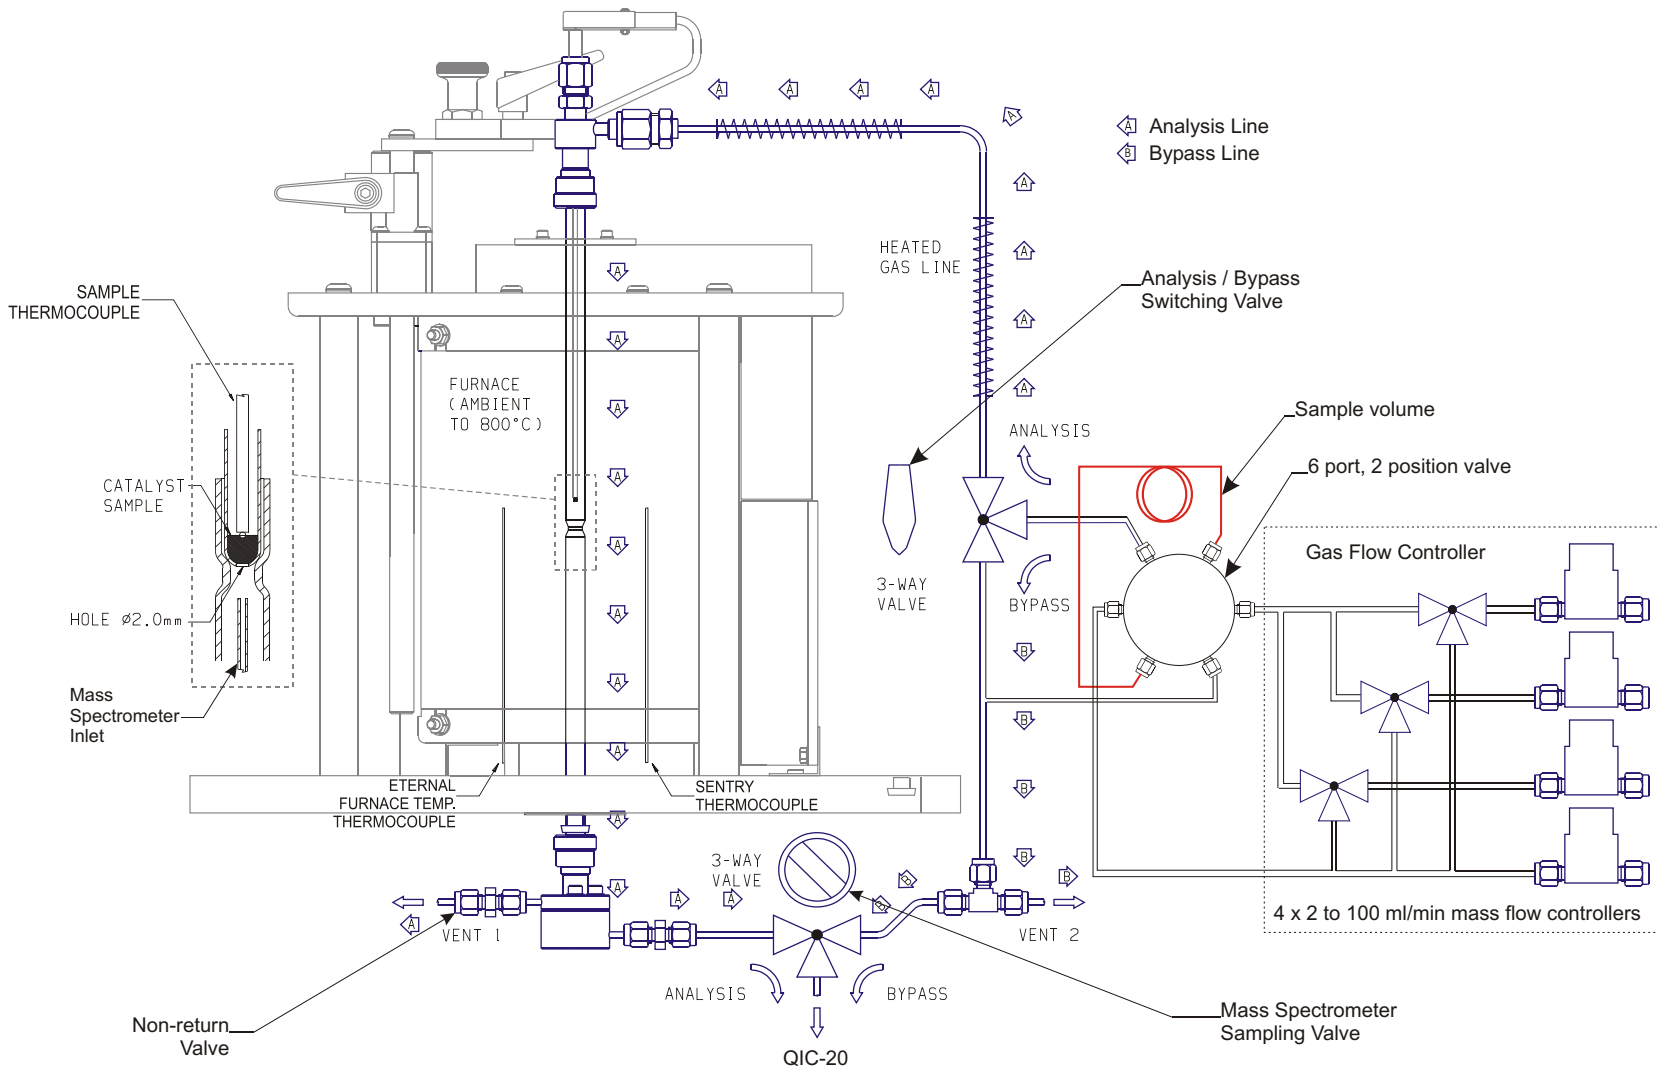 A Analysis Line
B Bypass Line
HEATED
GAS LINE
Analysis / Bypass
Switching Valve
SAMPLE
THERMOCOUPLE
FURNACE
(AMBIENT
TO 800°C)
Sample volume
ANALYSIS
6 port, 2 position valve
CATALYST
SAMPLE
Gas Flow Controller
3-WAY
VALVE
BYPASS
HOLE ⌀2.0mm
Mass
Spectrometer
Inlet
ETERNAL
FURNACE TEMP.
THERMOCOUPLE
SENTRY
THERMOCOUPLE
3-WAY
VALVE
4 x 2 to 100 ml/min mass flow controllers
VENT 1
VENT 2
ANALYSIS
BYPASS
Non-return
Valve
Mass Spectrometer
Sampling Valve
QIC-20